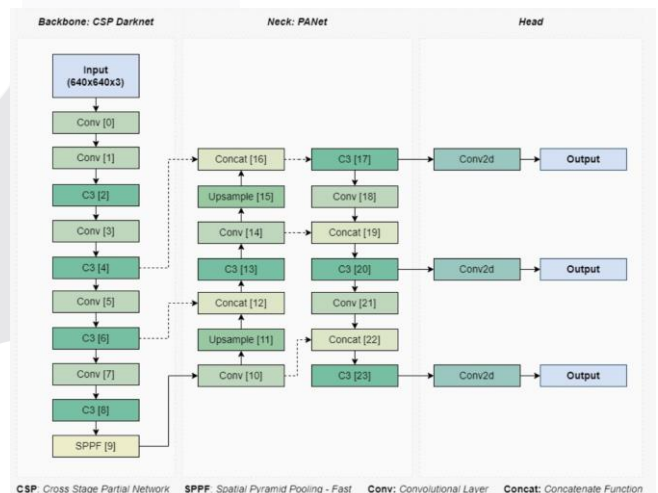 Backbone: CSP Darknet
Neck: PANet
Head
Input
(640x640x3)
Conv [0]
Conv [1]
C3 [2]
Conv [3]
C3 [4]
Conv [5]
C3 [6]
Conv [7]
C3 [8]
SPPF [9]
Concat [16]
Upsample [15]
Conv [14]
C3 [13]
Concat [12]
Upsample [11]
Conv [10]
C3 [17]
Conv [18]
Concat [19]
C3 [20]
Conv [21]
Concat [22]
C3 [23]
Conv2d
Output
Conv2d
Output
Conv2d
Output
CSP: Cross Stage Partial Network SPPF: Spatial Pyramid Pooling - Fast Conv: Convolutional Layer Concat: Concatenate Function